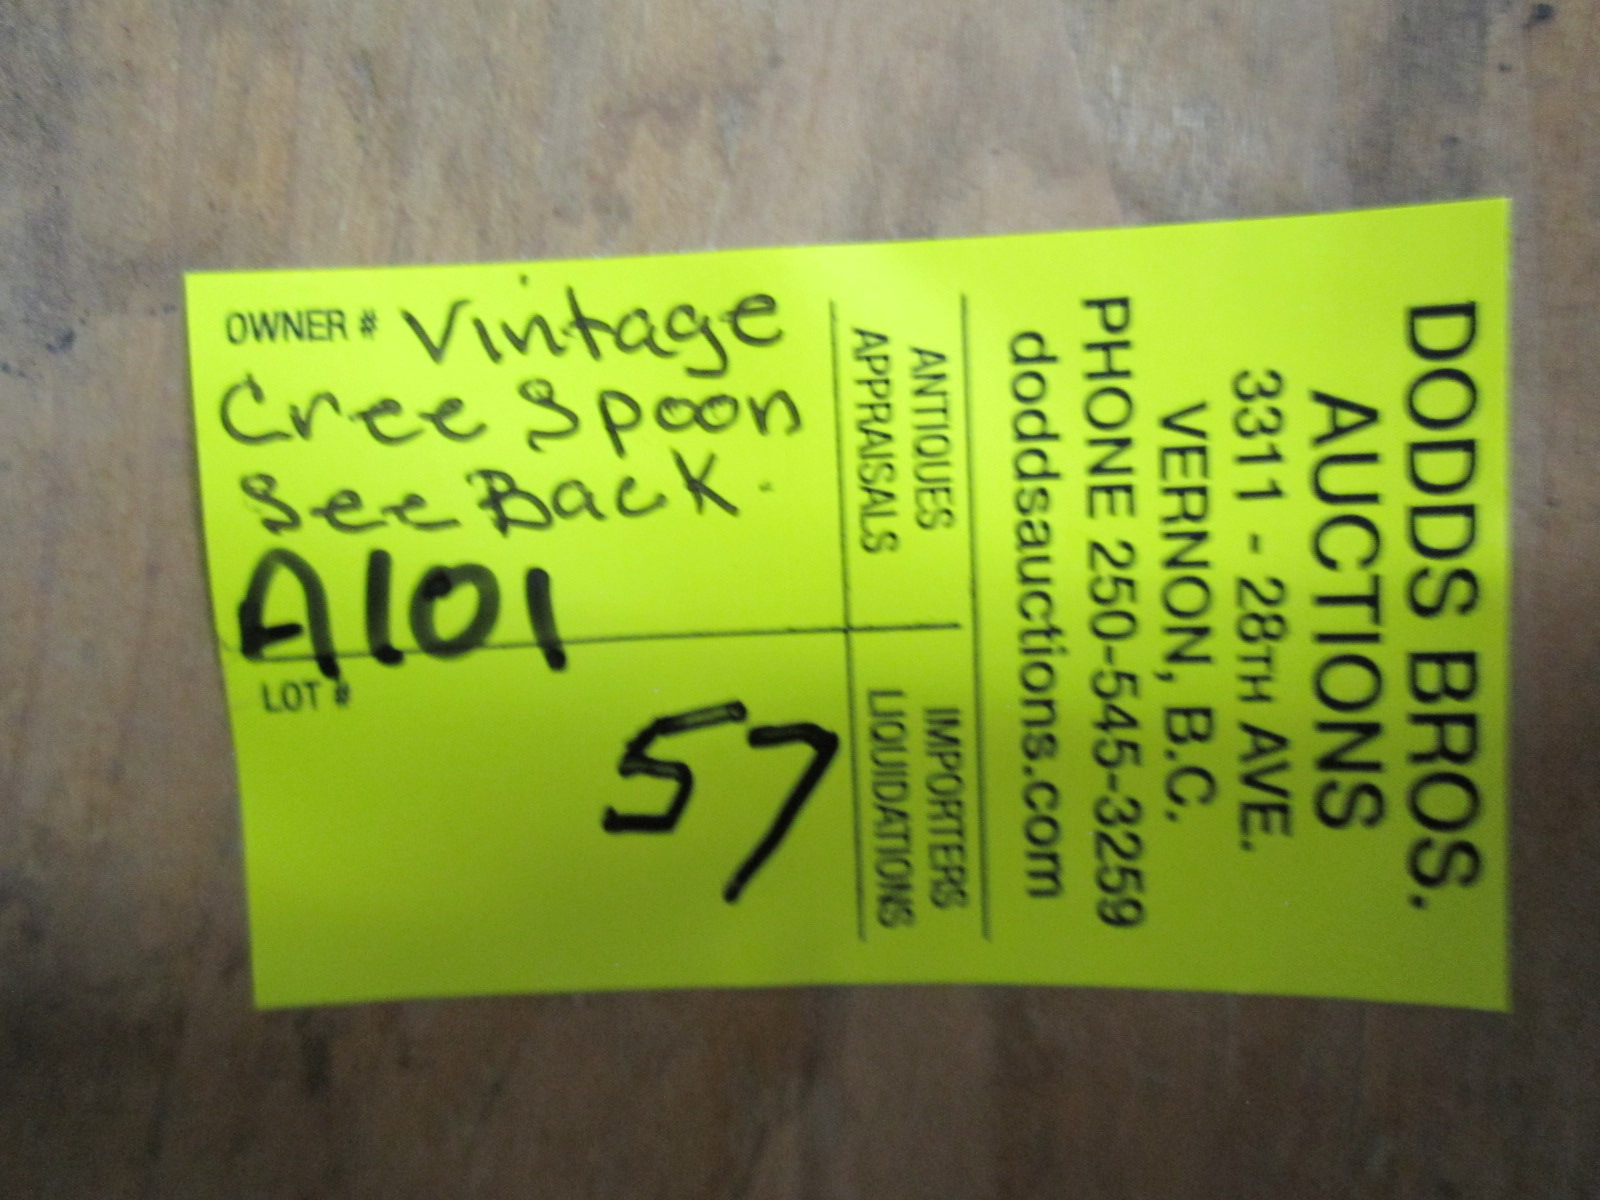 DODDS BROS.
AUCTIONS
3311 - 28TH AVE.
VERNON, B.C.
PHONE 250-545-3259
doddsauctions.com
ANTIQUES
APPRAISALS
IMPORTERS
LIQUIDATIONS
OWNER # Vintage
Cree Spoon
See Back.
A101
LOT #
57